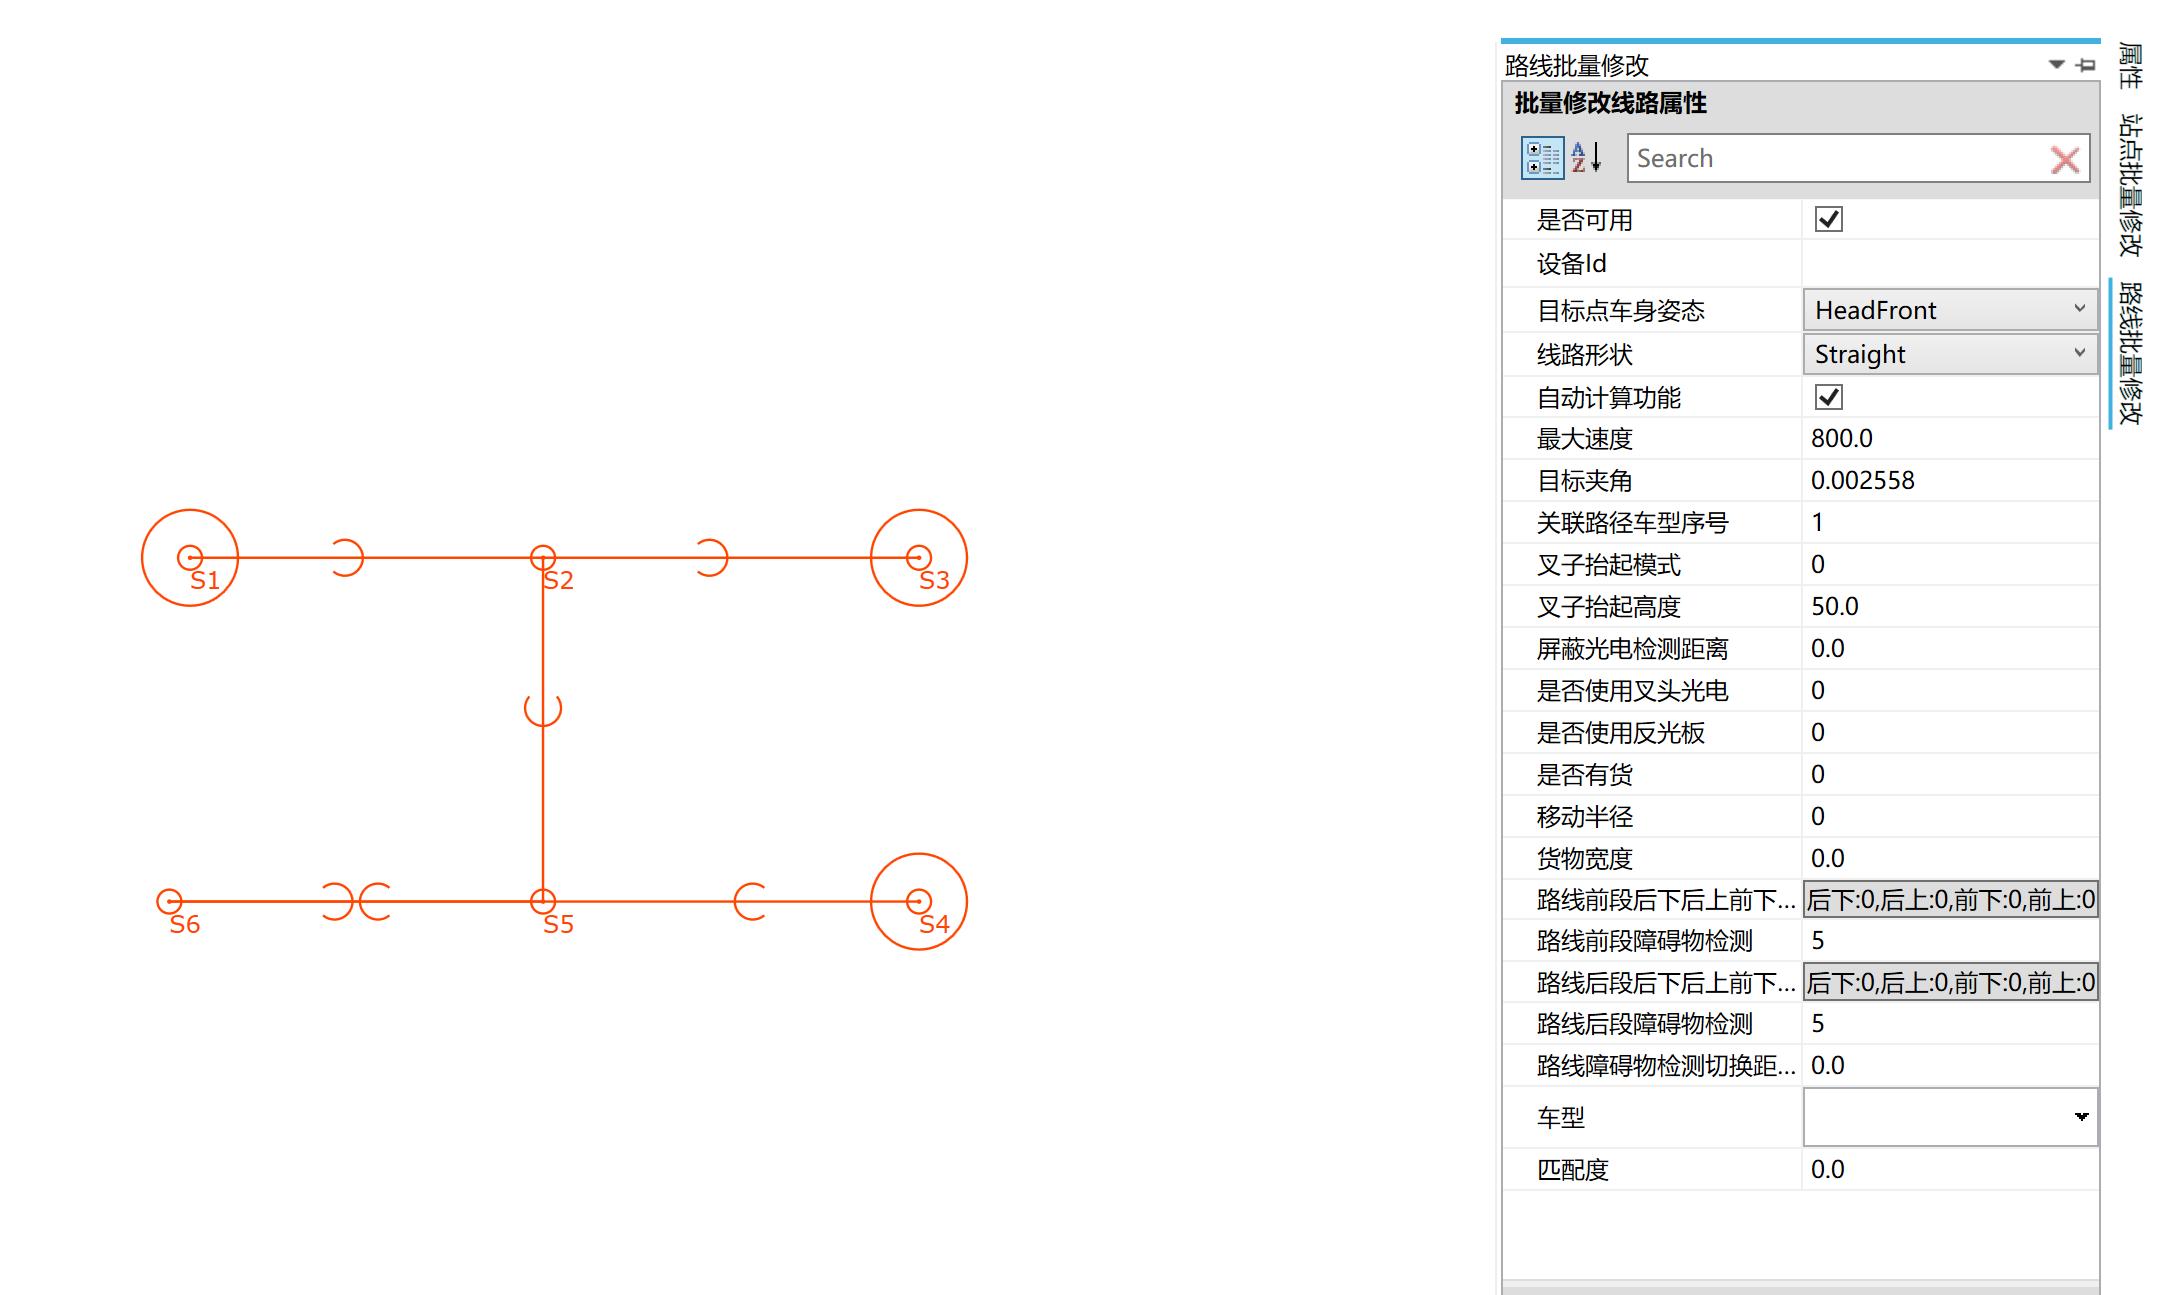 路线批量修改
批量修改线路属性
Search
是否可用
设备Id
目标点车身姿态 HeadFront
线路形状 Straight
自动计算功能
最大速度 800.0
目标夹角 0.002558
关联路径车型序号 1
叉子抬起模式 0
叉子抬起高度 50.0
屏蔽光电检测距离 0.0
是否使用叉头光电 0
是否使用反光板 0
是否有货 0
移动半径 0
货物宽度 0.0
路线前段后下后上前下... 后下:0,后上:0,前下:0,前上:0
路线前段障碍物检测 5
路线后段后下后上前下... 后下:0,后上:0,前下:0,前上:0
路线后段障碍物检测 5
路线障碍物检测切换距... 0.0
车型
匹配度 0.0
属性
站点批量修改
路线批量修改
S1
S2
S3
S6
S5
S4